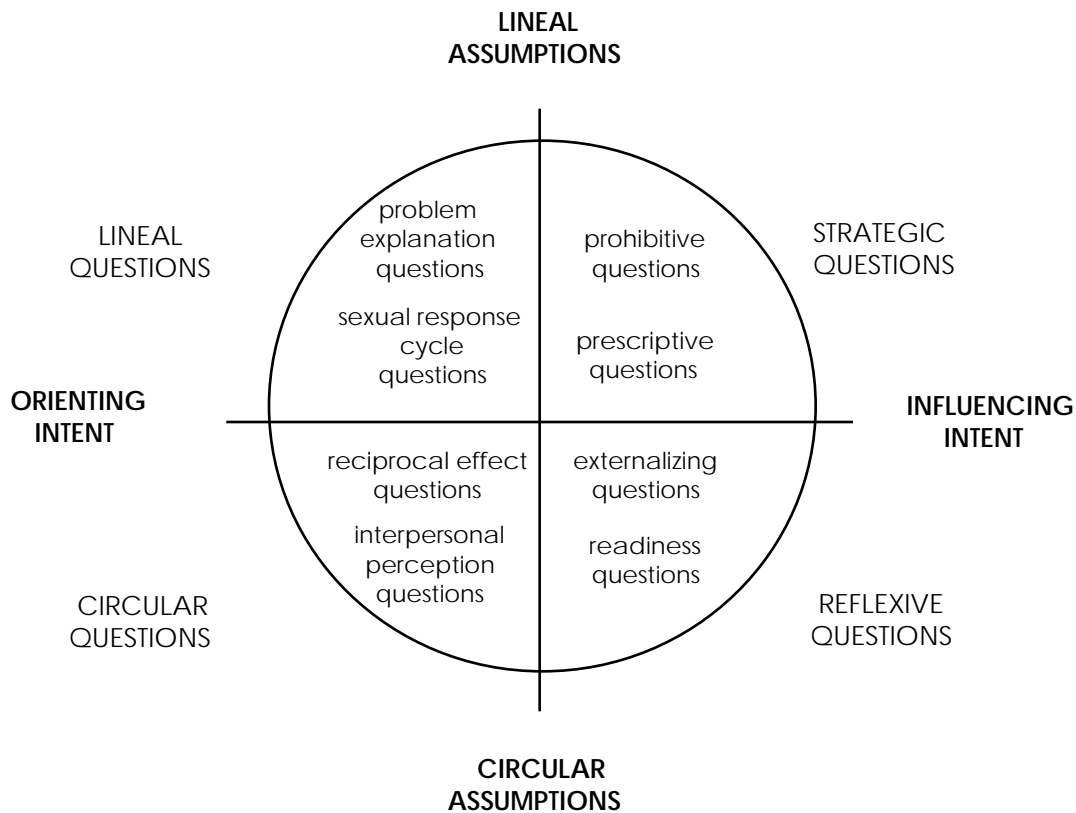 LINEAL
ASSUMPTIONS
LINEAL
QUESTIONS
problem
explanation
questions
sexual response
cycle
questions
prohibitive
questions
prescriptive
questions
STRATEGIC
QUESTIONS
ORIENTING
INTENT
INFLUENCING
INTENT
reciprocal effect
questions
interpersonal
perception
questions
externalizing
questions
readiness
questions
CIRCULAR
QUESTIONS
REFLEXIVE
QUESTIONS
CIRCULAR
ASSUMPTIONS